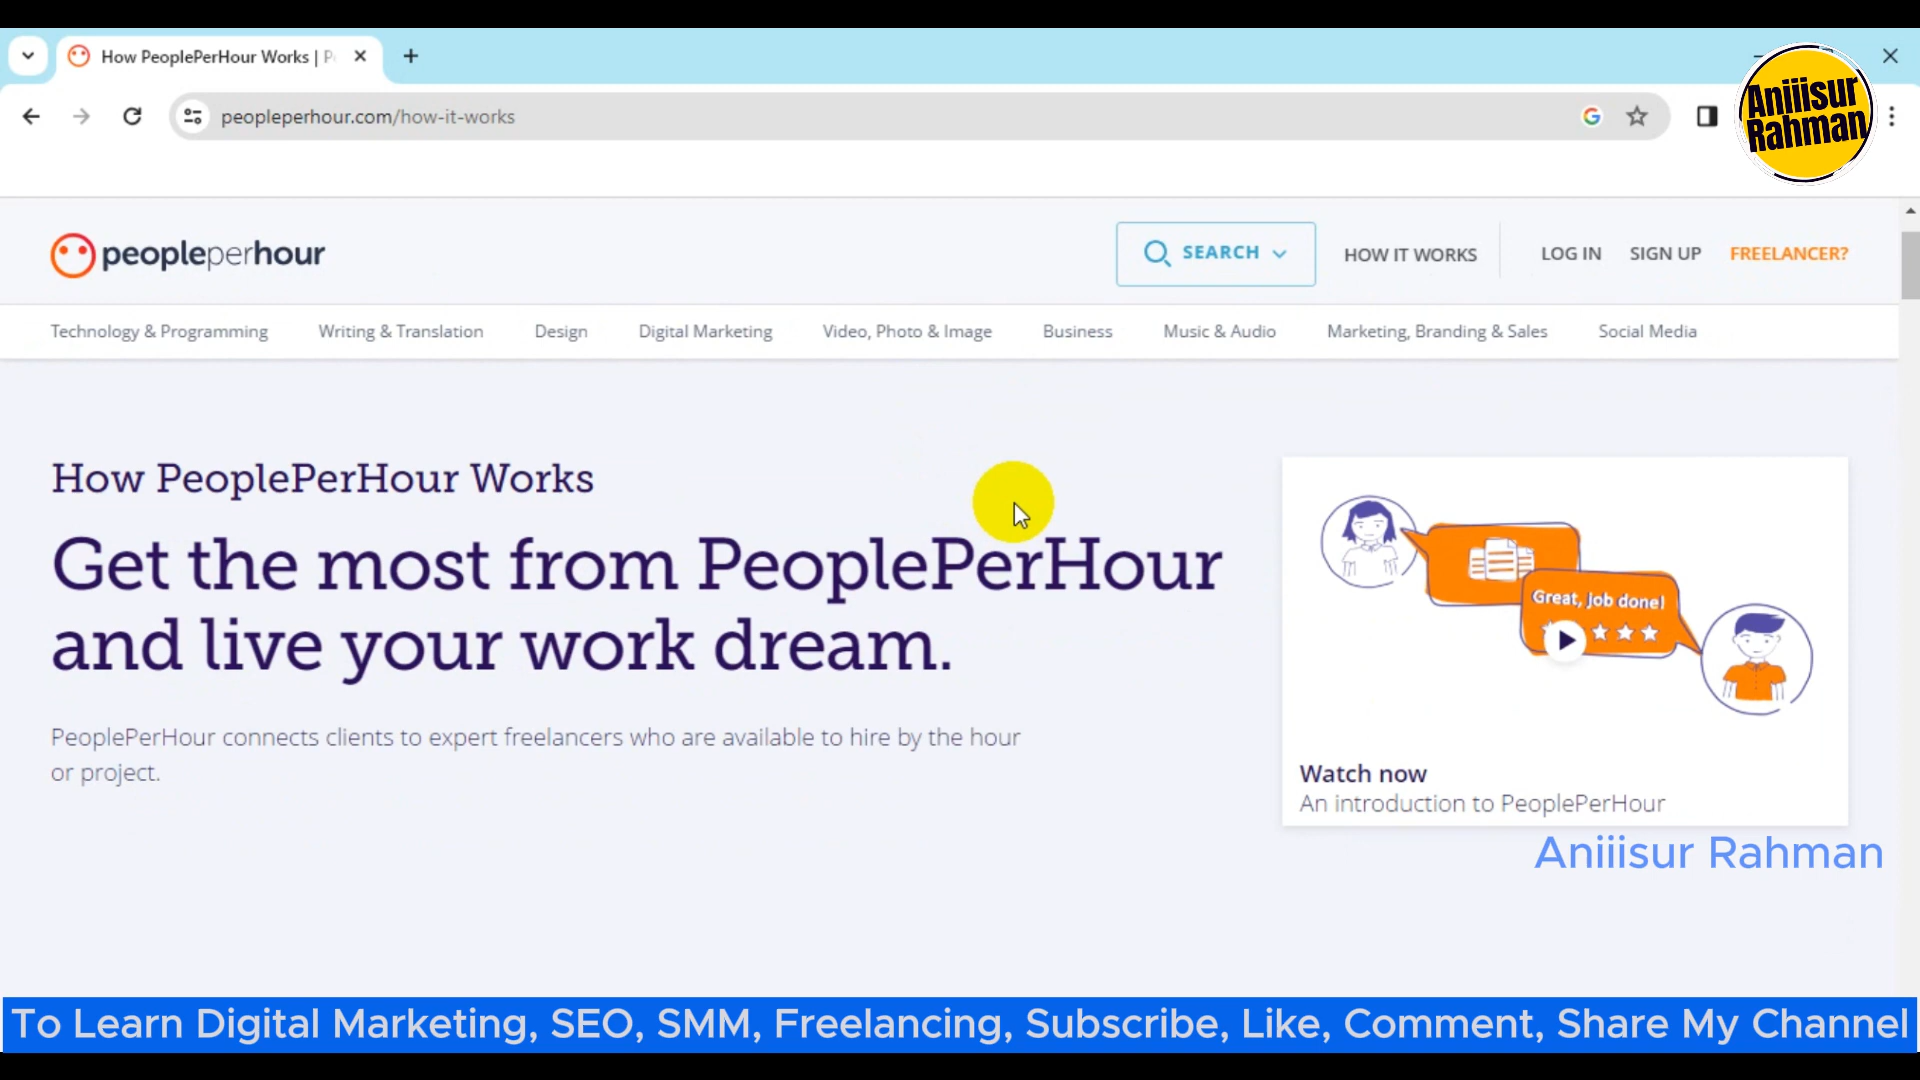 How PeoplePerHour Works | P
Aniiisur
Rahman
peopleperhour.com/how-it-works
peopleperhour
SEARCH
HOW IT WORKS
LOG IN
SIGN UP
FREELANCER?
Technology & Programming
Writing & Translation
Design
Digital Marketing
Video, Photo & Image
Business
Music & Audio
Marketing, Branding & Sales
Social Media
How PeoplePerHour Works
Get the most from PeoplePerHour
and live your work dream.
PeoplePerHour connects clients to expert freelancers who are available to hire by the hour
or project.
Great, job done!
Watch now
An introduction to PeoplePerHour
Aniiisur Rahman
To Learn Digital Marketing, SEO, SMM, Freelancing, Subscribe, Like, Comment, Share My Channel